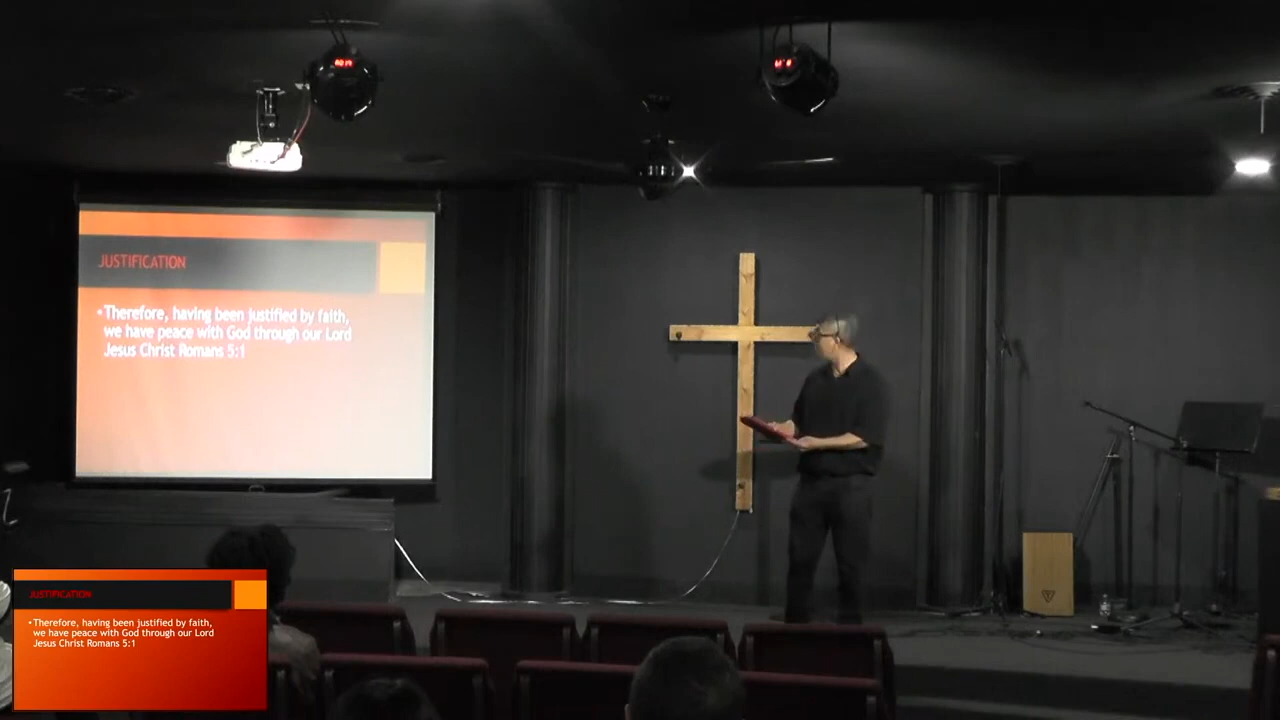 JUSTIFICATION
• Therefore, having been justified by faith,
we have peace with God through our Lord
Jesus Christ Romans 5:1
JUSTIFICATION
• Therefore, having been justified by faith,
we have peace with God through our Lord
Jesus Christ Romans 5:1